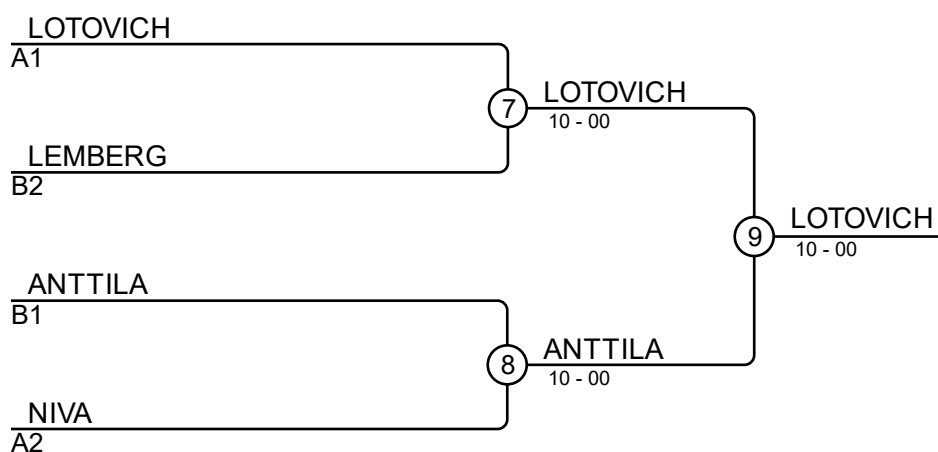 LOTOVICH
A1
7
LOTOVICH
10 - 00
LEMBERG
B2
9
LOTOVICH
10 - 00
ANTTILA
B1
8
ANTTILA
10 - 00
NIVA
A2